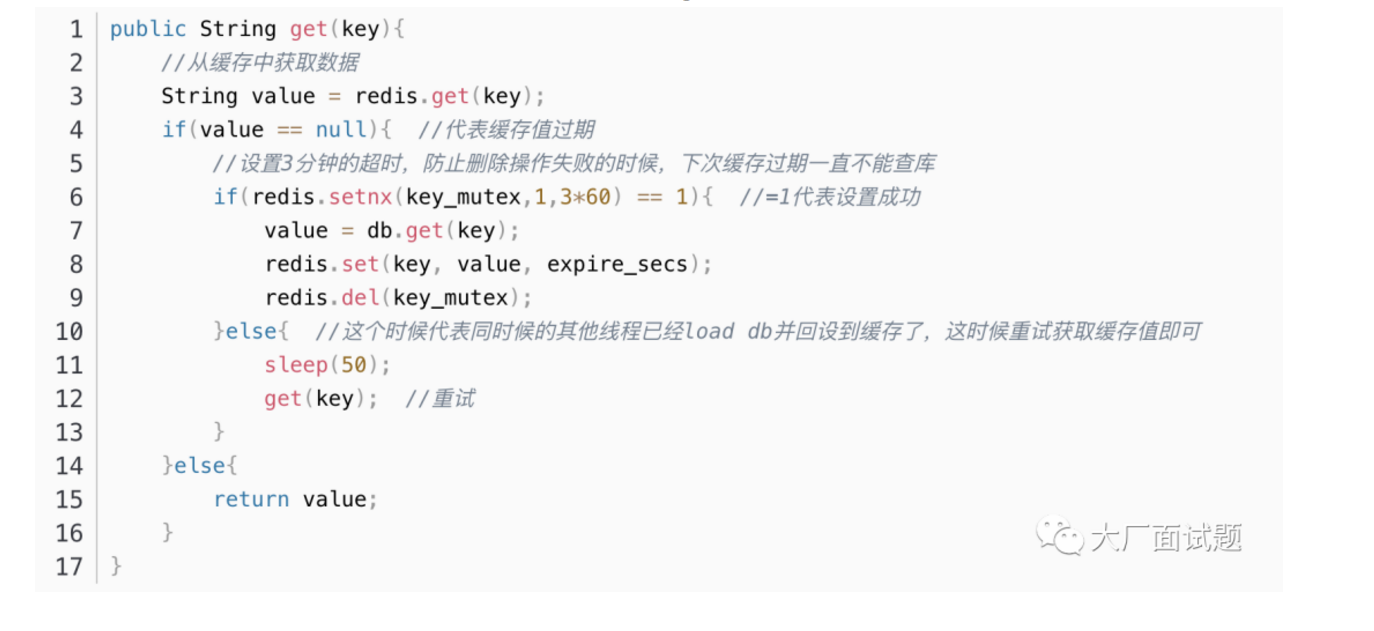 1 public String get(key){
2 //从缓存中获取数据
3 String value = redis.get(key);
4 if(value == null){ //代表缓存值过期
5 //设置3分钟的超时，防止删除操作失败的时候，下次缓存过期一直不能查库
6 if(redis.setnx(key_mutex,1,3*60) == 1){ //=1代表设置成功
7 value = db.get(key);
8 redis.set(key, value, expire_secs);
9 redis.del(key_mutex);
10 }else{ //这个时候代表同时候的其他线程已经load db并回设到缓存了，这时候重试获取缓存值即可
11 sleep(50);
12 get(key); //重试
13 }
14 }else{
15 return value;
16 }
17 }
大厂面试题